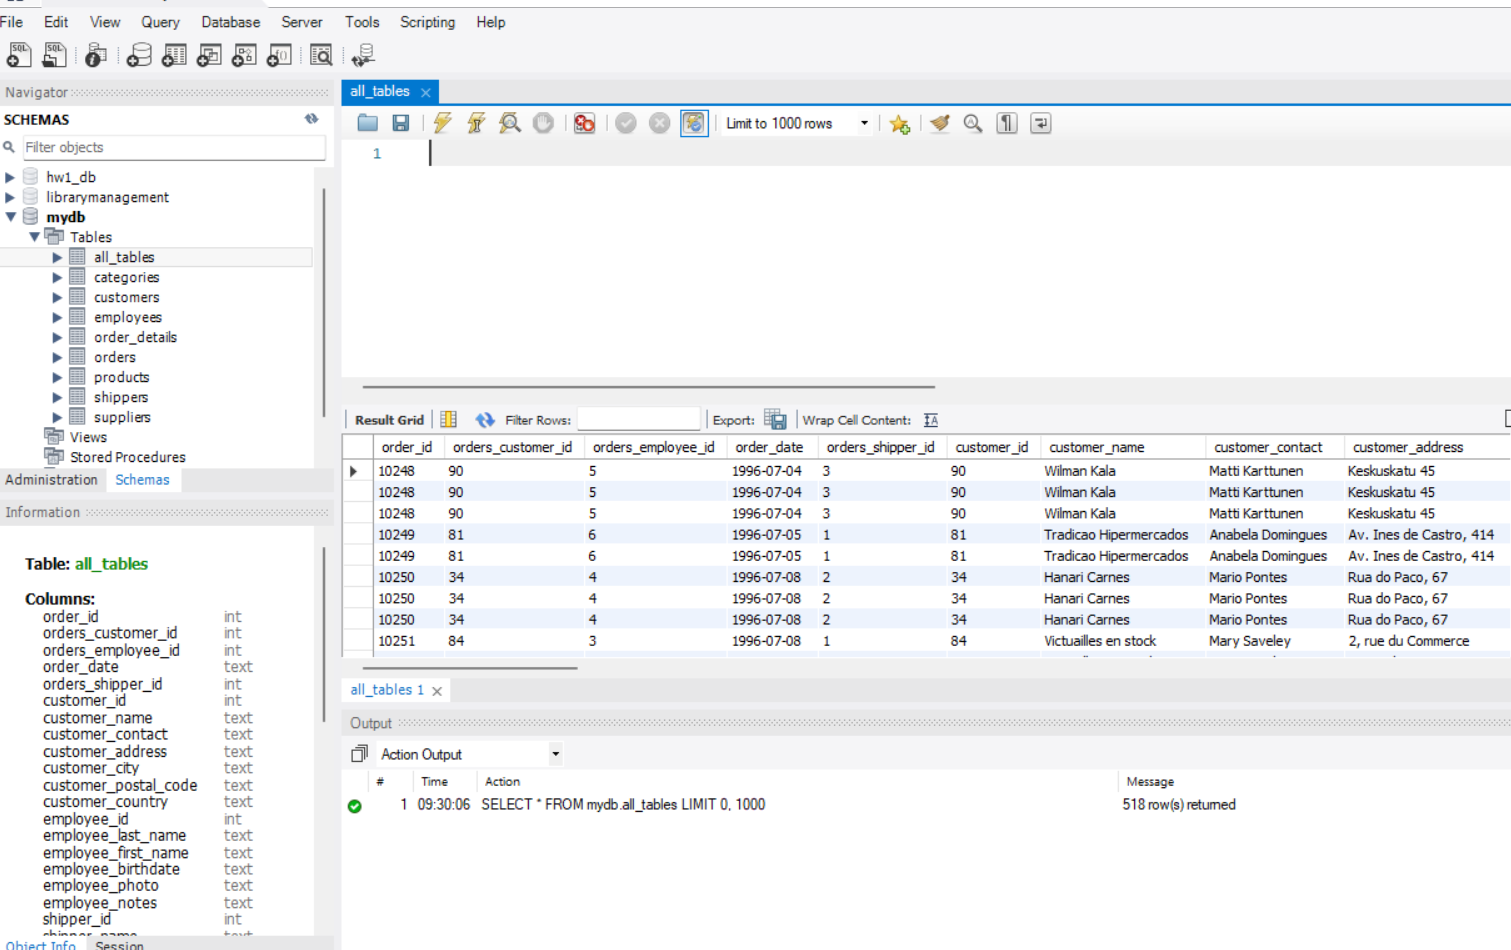 File Edit View Query Database Server Tools Scripting Help
Navigator
SCHEMAS
Filter objects
hw1_db
librarymanagement
mydb
Tables
all_tables
categories
customers
employees
order_details
orders
products
shippers
suppliers
Views
Stored Procedures
Administration Schemas
Information
Table: all_tables
Columns:
order_id int
orders_customer_id int
orders_employee_id int
order_date text
orders_shipper_id int
customer_id int
customer_name text
customer_contact text
customer_address text
customer_city text
customer_postal_code text
customer_country text
employee_id int
employee_last_name text
employee_first_name text
employee_birthdate text
employee_photo text
employee_notes text
shipper_id int
shipper_name text
Object Info Session
all_tables
Limit to 1000 rows
1
Result Grid Filter Rows: Export: Wrap Cell Content:
order_id orders_customer_id orders_employee_id order_date orders_shipper_id customer_id customer_name customer_contact customer_address
10248 90 5 1996-07-04 3 90 Wilman Kala Matti Karttunen Keskuskatu 45
10248 90 5 1996-07-04 3 90 Wilman Kala Matti Karttunen Keskuskatu 45
10248 90 5 1996-07-04 3 90 Wilman Kala Matti Karttunen Keskuskatu 45
10249 81 6 1996-07-05 1 81 Tradicao Hipermercados Anabela Domingues Av. Ines de Castro, 414
10249 81 6 1996-07-05 1 81 Tradicao Hipermercados Anabela Domingues Av. Ines de Castro, 414
10250 34 4 1996-07-08 2 34 Hanari Carnes Mario Pontes Rua do Paco, 67
10250 34 4 1996-07-08 2 34 Hanari Carnes Mario Pontes Rua do Paco, 67
10250 34 4 1996-07-08 2 34 Hanari Carnes Mario Pontes Rua do Paco, 67
10251 84 3 1996-07-08 1 84 Victuailles en stock Mary Saveley 2, rue du Commerce
all_tables 1
Output
Action Output
# Time Action Message
1 09:30:06 SELECT * FROM mydb.all_tables LIMIT 0, 1000 518 row(s) returned